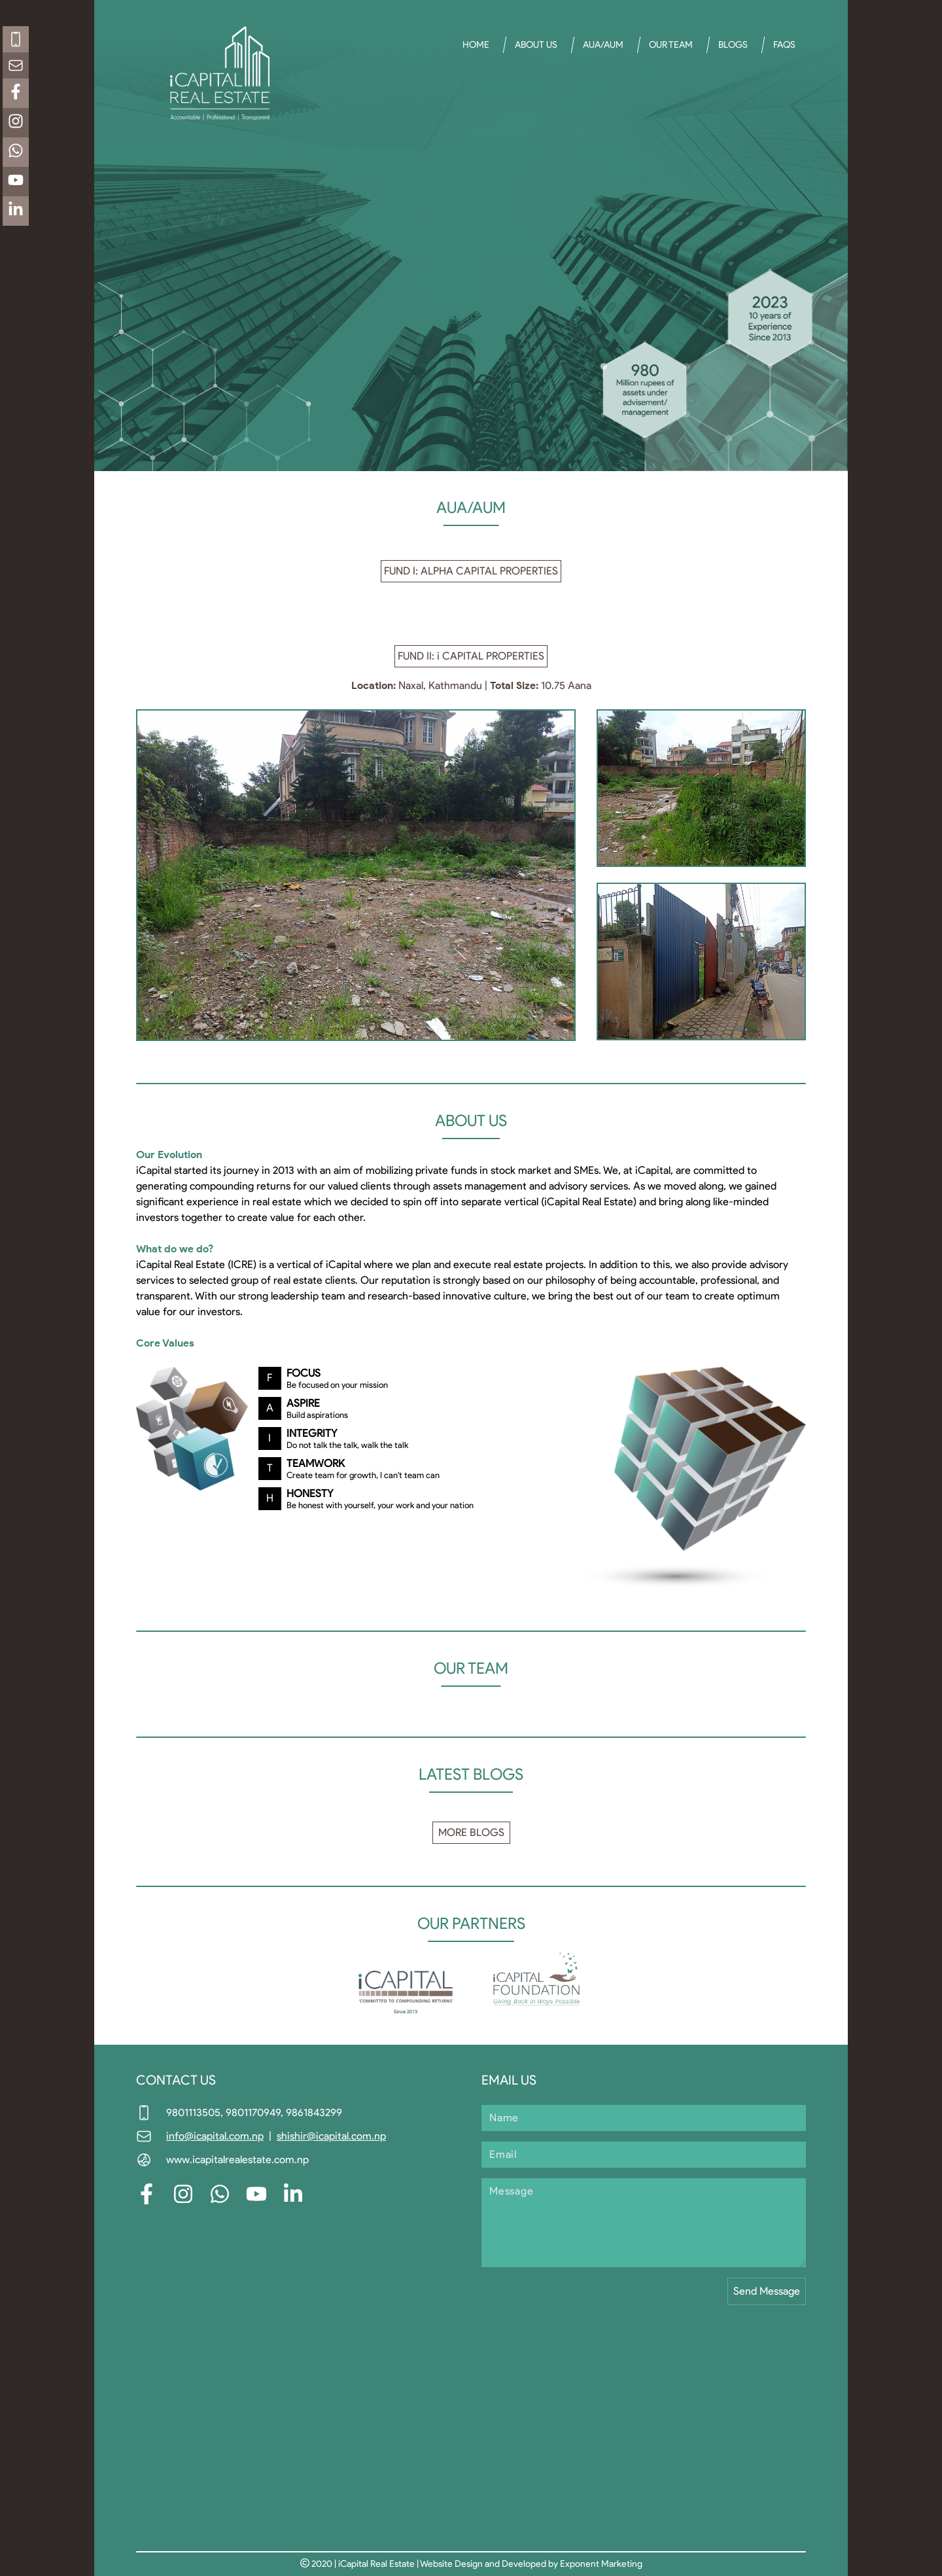 iCAPITAL
REAL ESTATE
Accountable | Professional | Transparent
HOME
ABOUT US
AUA/AUM
OUR TEAM
BLOGS
FAQS
2023
10 years of
Experience
Since 2013
980
Million rupees of
assets under
advisement/
management
AUA/AUM
FUND I: ALPHA CAPITAL PROPERTIES
FUND II: i CAPITAL PROPERTIES
Location: Naxal, Kathmandu | Total Size: 10.75 Aana
ABOUT US
Our Evolution
iCapital started its journey in 2013 with an aim of mobilizing private funds in stock market and SMEs. We, at iCapital, are committed to
generating compounding returns for our valued clients through assets management and advisory services. As we moved along, we gained
significant experience in real estate which we decided to spin off into separate vertical (iCapital Real Estate) and bring along like-minded
investors together to create value for each other.
What do we do?
iCapital Real Estate (ICRE) is a vertical of iCapital where we plan and execute real estate projects. In addition to this, we also provide advisory
services to selected group of real estate clients. Our reputation is strongly based on our philosophy of being accountable, professional, and
transparent. With our strong leadership team and research-based innovative culture, we bring the best out of our team to create optimum
value for our investors.
Core Values
F
FOCUS
Be focused on your mission
A
ASPIRE
Build aspirations
I
INTEGRITY
Do not talk the talk, walk the talk
T
TEAMWORK
Create team for growth, I can't team can
H
HONESTY
Be honest with yourself, your work and your nation
OUR TEAM
LATEST BLOGS
MORE BLOGS
OUR PARTNERS
iCAPITAL
'COMMITTED TO COMPOUNDING RETURNS'
Since 2013
iCAPITAL
FOUNDATION
Giving Back in Ways Possible
CONTACT US
9801113505, 9801170949, 9861843299
info@icapital.com.np | shishir@icapital.com.np
www.icapitalrealestate.com.np
EMAIL US
Name
Email
Message
Send Message
© 2020 | iCapital Real Estate | Website Design and Developed by Exponent Marketing